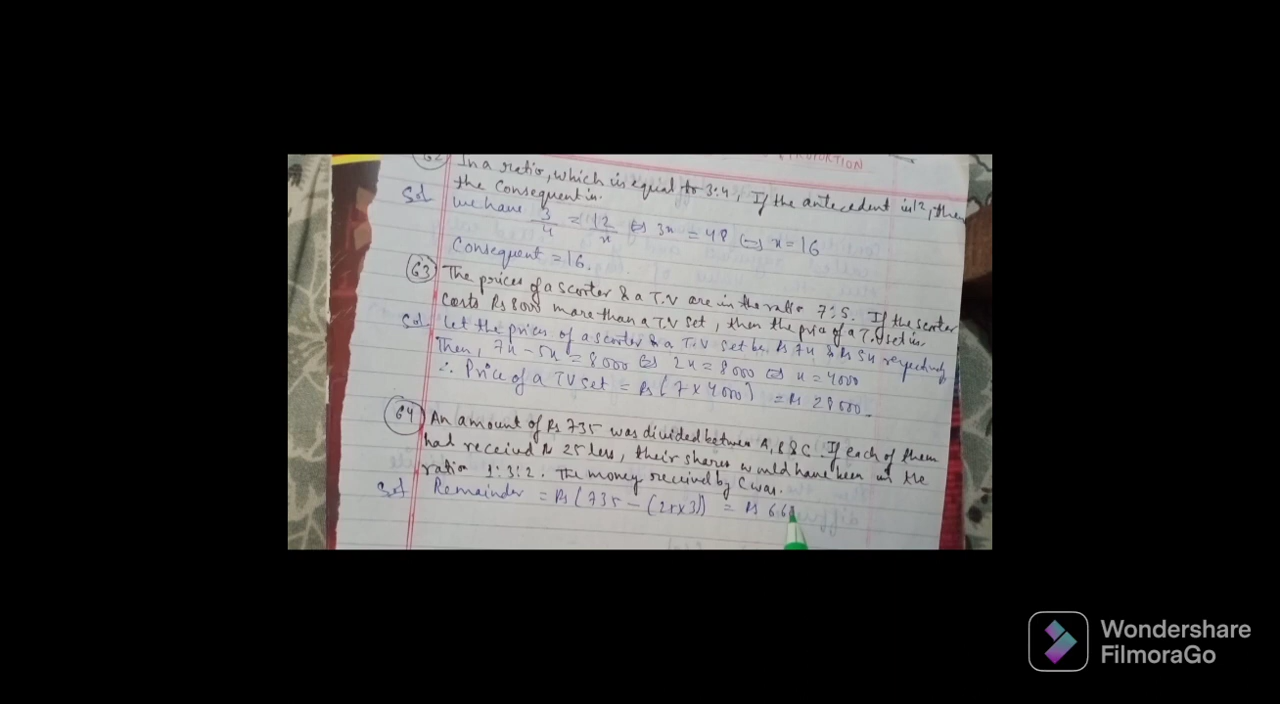 PROPORTION
62 In a ratio, which is equal to 3:4, If the antecedent is 12, then
the Consequent is.
Sol. we have 3/4 = 12/x ⇔ 3x = 48 ⇔ x = 16
Consequent = 16.
63 The prices of a scooter & a T.V are in the ratio 7:5. If the scooter
costs Rs 8000 more than a T.V set, then the price of a T.V set is.
Sol. Let the prices of a scooter & a T.V set be Rs 7x & Rs 5x respectively
Then, 7x - 5x = 8000 ⇔ 2x = 8000 ⇔ x = 4000
∴ Price of a TV set = Rs (7 × 4000) = Rs 28000.
64 An amount of Rs 735 was divided between A, B & C. If each of them
had received Rs 25 less, their shares would have been in the
ratio 1:3:2. The money received by C was.
Sol Remainder = Rs (735 - (25×3)) = Rs 660
Wondershare
FilmoraGo